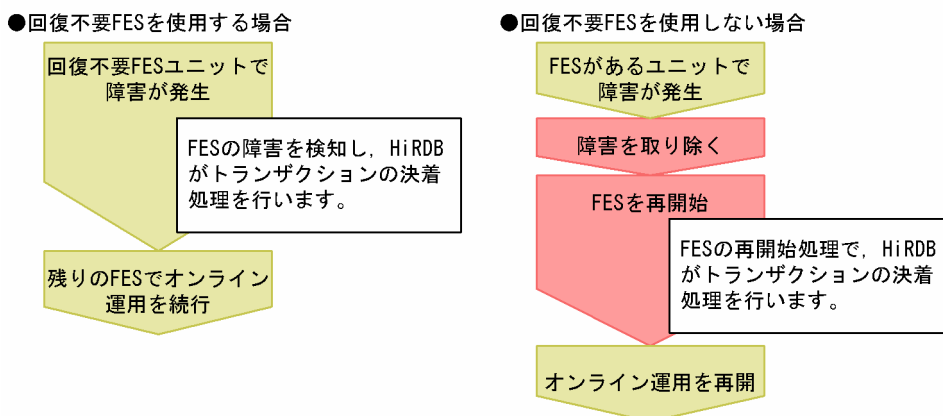 ●回復不要FESを使用する場合
回復不要FESユニットで
障害が発生
FESの障害を検知し，HiRDB
がトランザクションの決着
処理を行います。
残りのFESでオンライン
運用を続行
●回復不要FESを使用しない場合
FESがあるユニットで
障害が発生
障害を取り除く
FESを再開始
FESの再開始処理で，HiRDB
がトランザクションの決着
処理を行います。
オンライン運用を再開